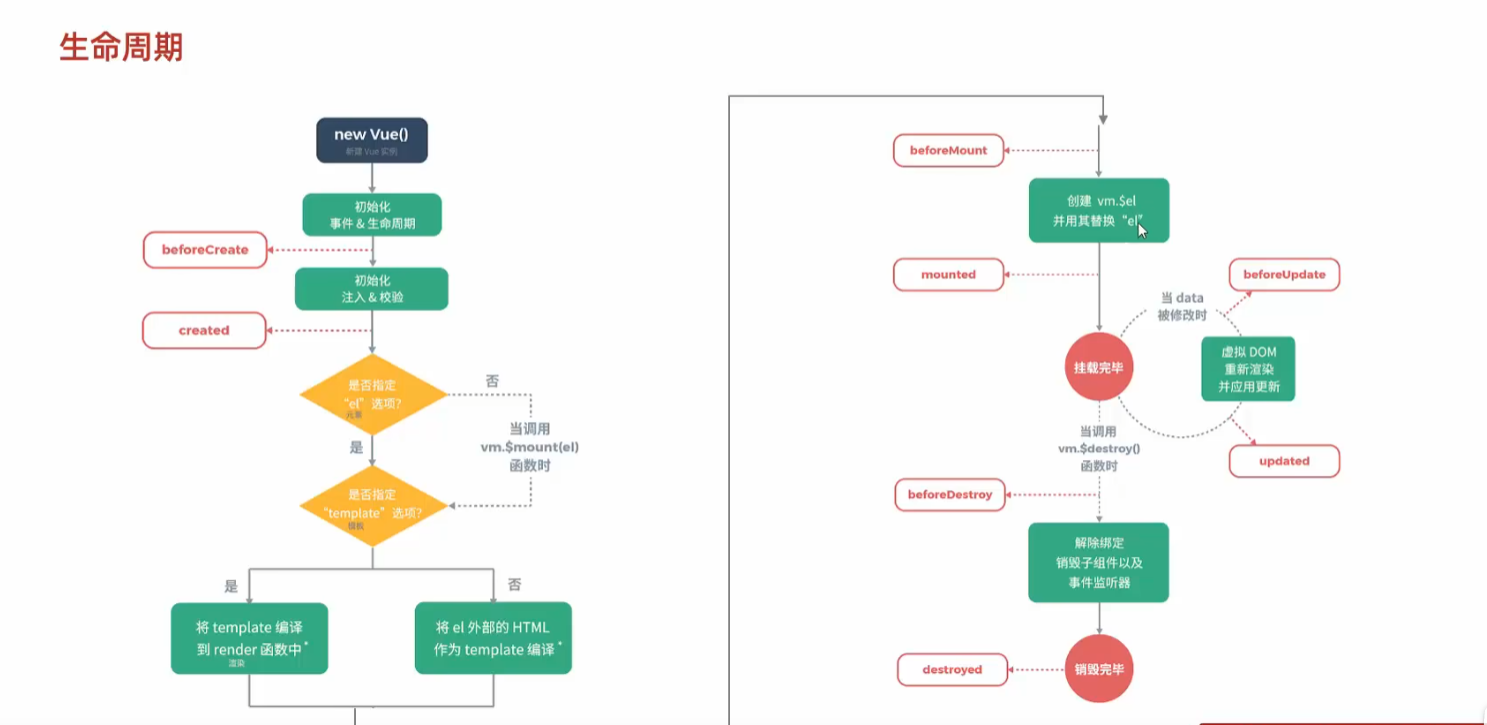 生命周期
new Vue()
新建 Vue 实例
初始化
事件 & 生命周期
beforeCreate
初始化
注入 & 校验
created
是否指定
“el” 选项?
元素
否
当调用
vm.$mount(el)
函数时
是
是否指定
“template” 选项?
模板
是
否
将 template 编译
到 render 函数中*
渲染
将 el 外部的 HTML
作为 template 编译*
beforeMount
创建 vm.$el
并用其替换 “el”
mounted
beforeUpdate
当 data
被修改时
挂载完毕
虚拟 DOM
重新渲染
并应用更新
updated
当调用
vm.$destroy()
函数时
beforeDestroy
解除绑定
销毁子组件以及
事件监听器
destroyed
销毁完毕